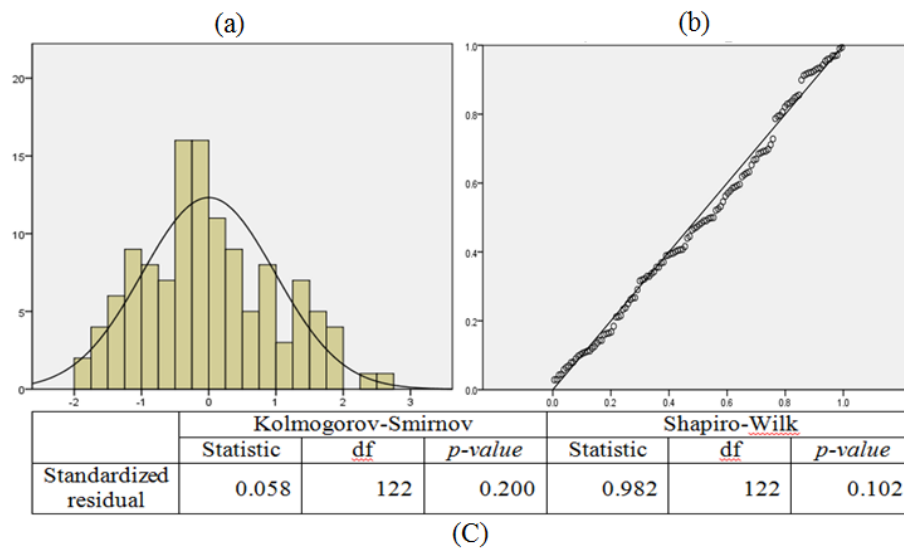 (a)
(b)
20
15
10
5
0
-2 -1 0 1 2 3
1.0
0.8
0.6
0.4
0.2
0.0
0.0 0.2 0.4 0.6 0.8 1.0
Kolmogorov-Smirnov Shapiro-Wilk
Statistic df p-value Statistic df p-value
Standardized
residual
0.058 122 0.200 0.982 122 0.102
(C)